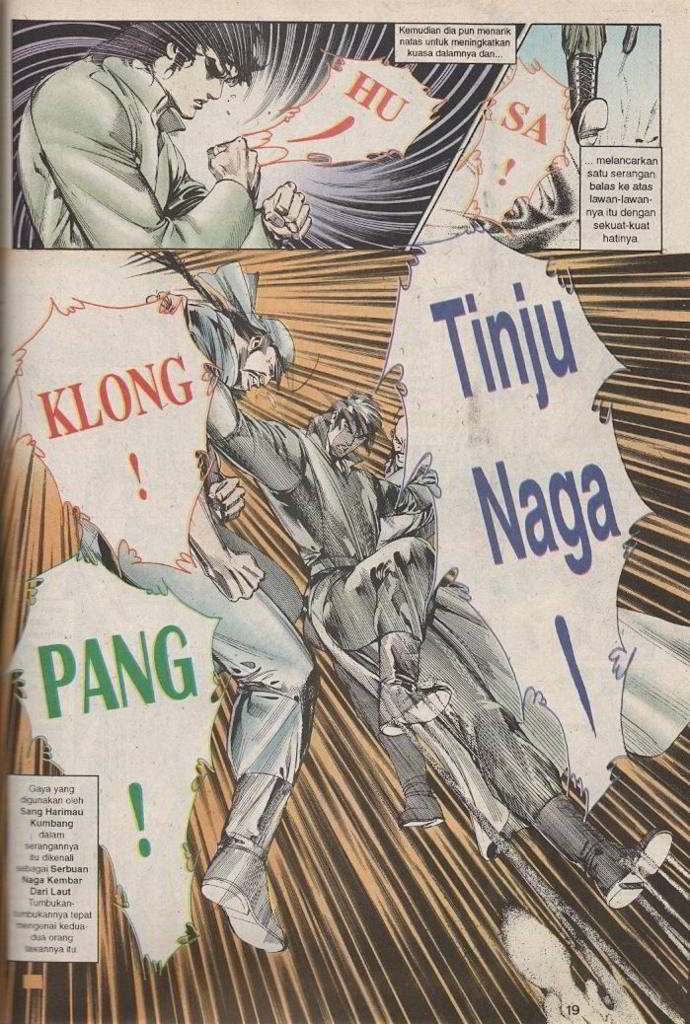 Kemudian dia pun menarik
natas untuk meningkatkan
kuasa dalamnya dan...
HU
!
SA
!
... melancarkan
satu serangan
balas ke atas
lawan-lawan-
nya itu dengan
sekuat-kuat
hatinya.
Tinju
Naga
!
KLONG
!
PANG
!
Gaya yang
digunakan oleh
Sang Harimau
Kumbang
dalam
serangannya
itu dikenali
sebagai Serbuan
Naga Kembar
Dari Laut
Tumbukan-
tumbukannya tepat
mengenai kedua-
dua orang
lawannya itu.
19